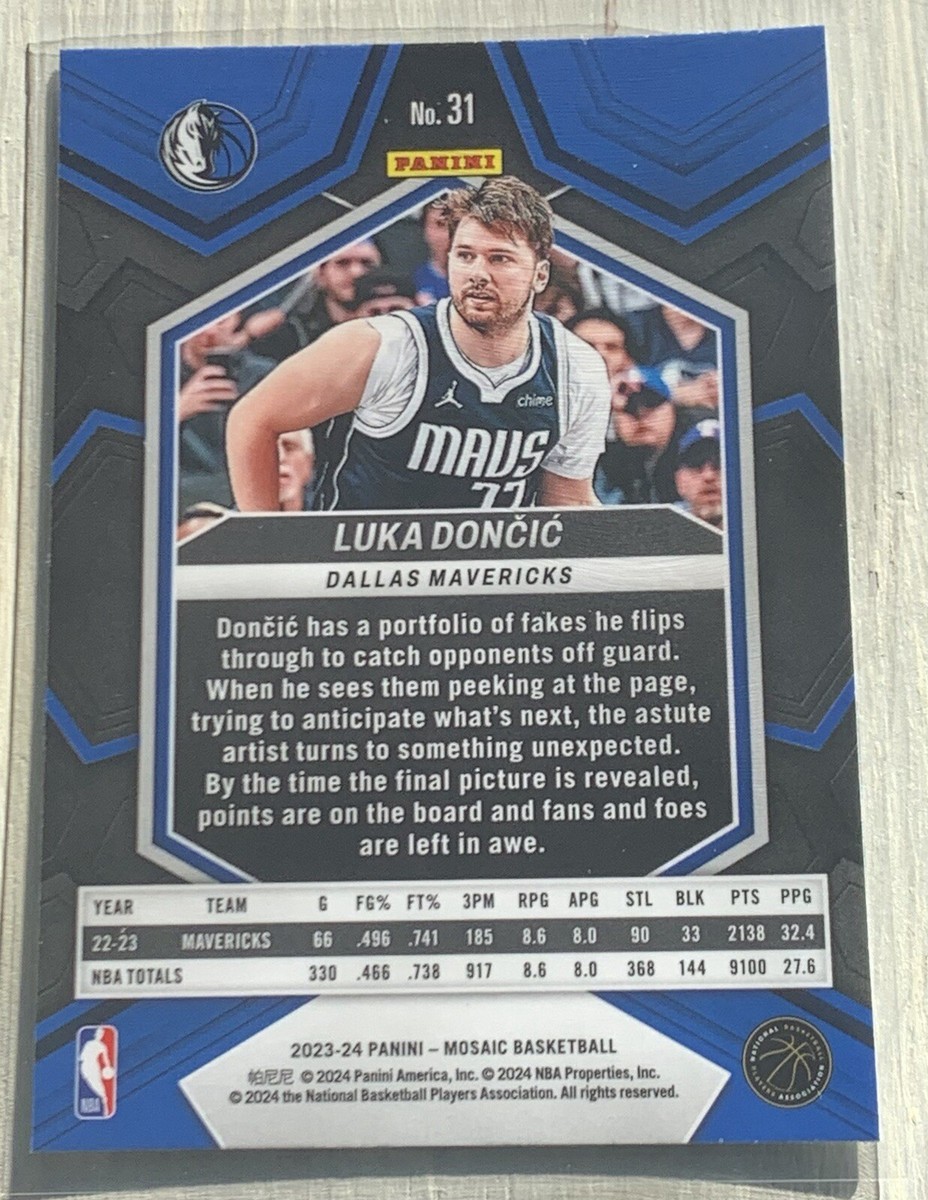 No. 31
PANINI
chime
MAVS
77
LUKA DONČIĆ
DALLAS MAVERICKS
Dončić has a portfolio of fakes he flips
through to catch opponents off guard.
When he sees them peeking at the page,
trying to anticipate what's next, the astute
artist turns to something unexpected.
By the time the final picture is revealed,
points are on the board and fans and foes
are left in awe.
YEAR TEAM G FG% FT% 3PM RPG APG STL BLK PTS PPG
22-23 MAVERICKS 66 .496 .741 185 8.6 8.0 90 33 2138 32.4
NBA TOTALS 330 .466 .738 917 8.6 8.0 368 144 9100 27.6
NBA
2023-24 PANINI – MOSAIC BASKETBALL
帕尼尼 © 2024 Panini America, Inc. © 2024 NBA Properties, Inc.
© 2024 the National Basketball Players Association. All rights reserved.
NATIONAL BASKETBALL PLAYERS ASSOCIATION